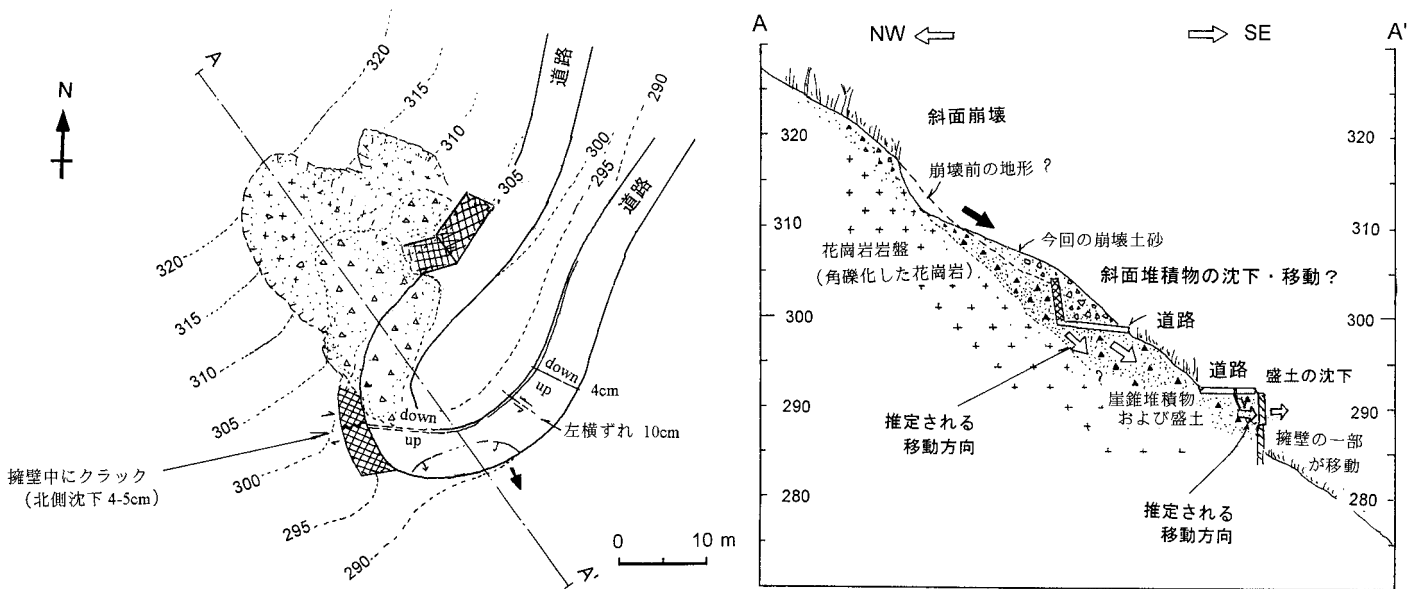 N
A
320
315
310
道路
290
300
295
道路
305
320
315
310
305
300
295
290
down
up
down
up
4cm
左横ずれ 10cm
擁壁中にクラック
(北側沈下 4-5cm)
A'
0
10 m
A
NW
SE
A'
320
310
300
290
280
320
310
300
290
280
斜面崩壊
崩壊前の地形 ?
今回の崩壊土砂
花崗岩岩盤
(角礫化した花崗岩)
斜面堆積物の沈下・移動?
道路
道路
盛土の沈下
?
崖錐堆積物
および盛土
推定される
移動方向
擁壁の一部
が移動
推定される
移動方向